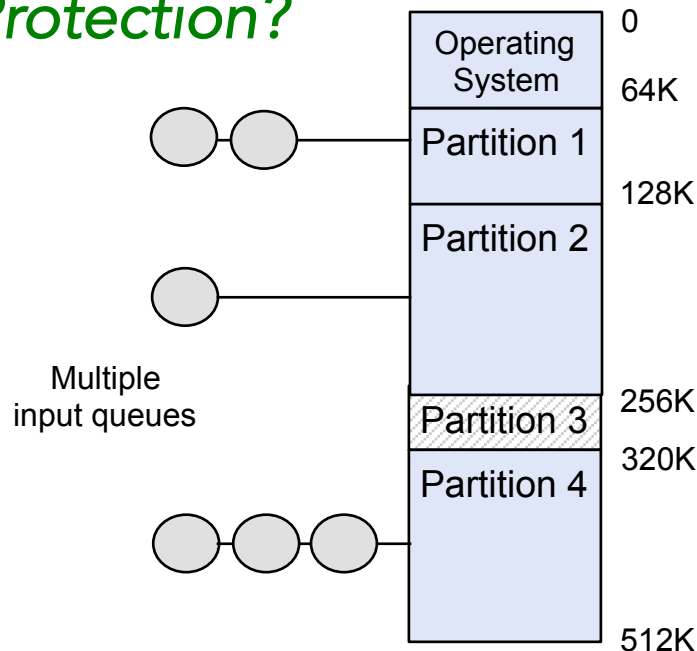 Protection?
Operating
System
0
64K
Partition 1
128K
Partition 2
Multiple
input queues
256K
Partition 3
320K
Partition 4
512K